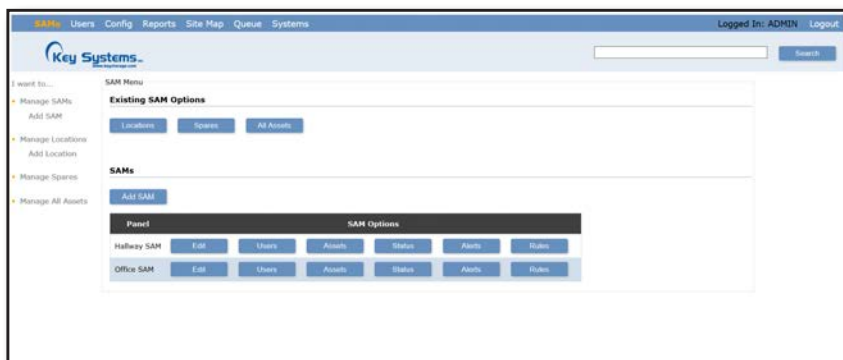 SAMs Users Config Reports Site Map Queue Systems Logged In: ADMIN Logout
Key Systems Search
I want to... SAM Menu
Manage SAMs Existing SAM Options
Add SAM
Locations Spares All Assets
Manage Locations
Add Location
SAMs
Manage Spares
Manage All Assets Add SAM
Panel SAM Options
Hallway SAM Edit Users Assets Status Alerts Rules
Office SAM Edit Users Assets Status Alerts Rules